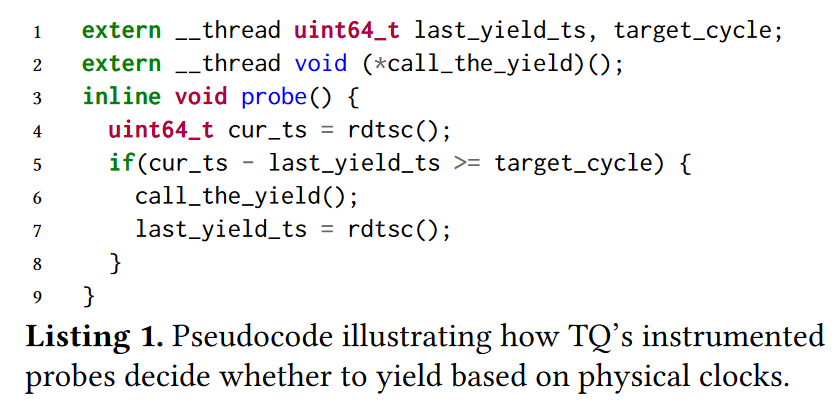 1 extern __thread uint64_t last_yield_ts, target_cycle;
2 extern __thread void (*call_the_yield)();
3 inline void probe() {
4 uint64_t cur_ts = rdtsc();
5 if(cur_ts - last_yield_ts >= target_cycle) {
6 call_the_yield();
7 last_yield_ts = rdtsc();
8 }
9 }
Listing 1. Pseudocode illustrating how TQ's instrumented
probes decide whether to yield based on physical clocks.